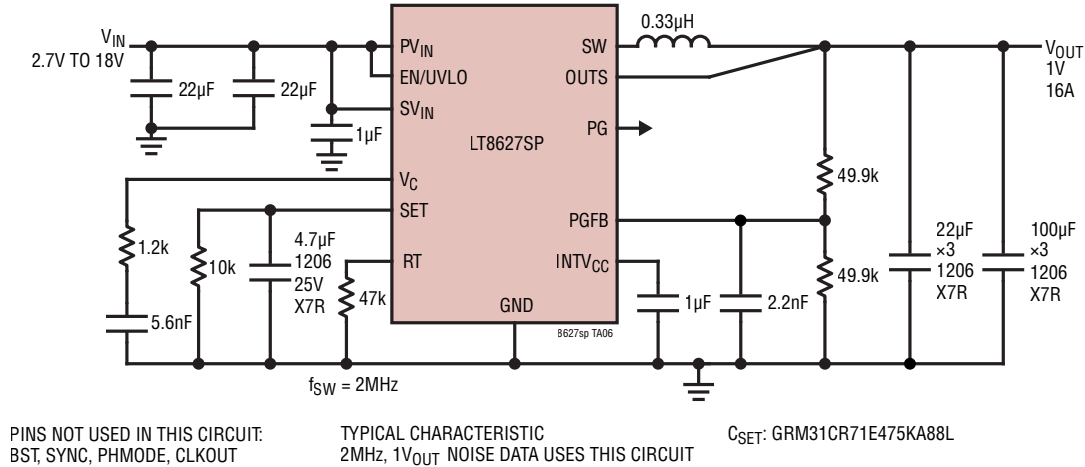 V_IN
2.7V TO 18V
22μF
22μF
1μF
PV_IN
EN/UVLO
SV_IN
V_C
SET
RT
LT8627SP
SW
OUTS
PG
PGFB
INTV_CC
GND
8627sp TA06
0.33μH
V_OUT
1V
16A
49.9k
49.9k
1.2k
5.6nF
10k
4.7μF
1206
25V
X7R
47k
1μF
2.2nF
22μF
×3
1206
X7R
100μF
×3
1206
X7R
f_SW = 2MHz
PINS NOT USED IN THIS CIRCUIT:
BST, SYNC, PHMODE, CLKOUT
TYPICAL CHARACTERISTIC
2MHz, 1V_OUT NOISE DATA USES THIS CIRCUIT
C_SET: GRM31CR71E475KA88L